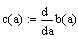 c(a) := d/da b(a)